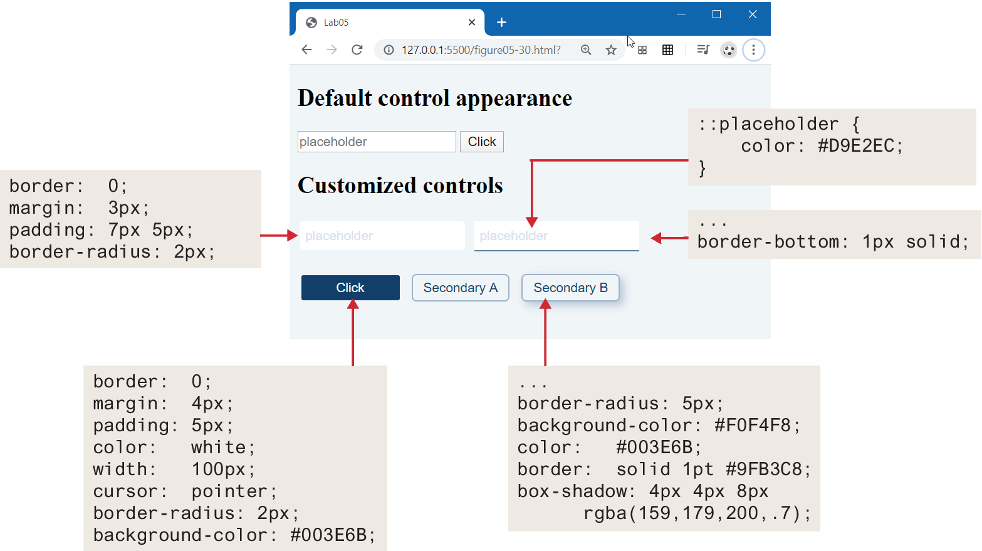 Lab05
127.0.0.1:5500/figure05-30.html?
Default control appearance
placeholder Click
::placeholder {
color: #D9E2EC;
}
Customized controls
border: 0;
margin: 3px;
padding: 7px 5px;
border-radius: 2px;
placeholder placeholder
...
border-bottom: 1px solid;
Click Secondary A Secondary B
border: 0;
margin: 4px;
padding: 5px;
color: white;
width: 100px;
cursor: pointer;
border-radius: 2px;
background-color: #003E6B;
...
border-radius: 5px;
background-color: #F0F4F8;
color: #003E6B;
border: solid 1pt #9FB3C8;
box-shadow: 4px 4px 8px
rgba(159,179,200,.7);